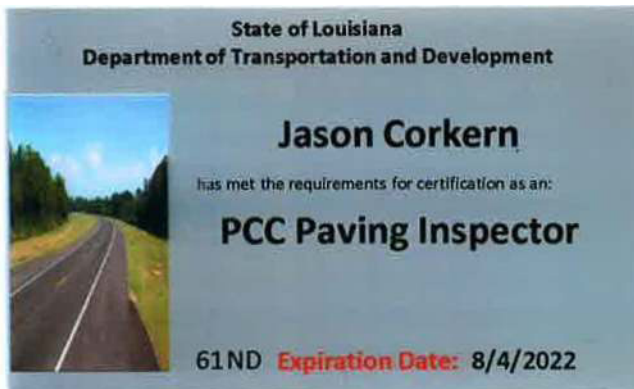 State of Louisiana
Department of Transportation and Development
Jason Corkern
has met the requirements for certification as an:
PCC Paving Inspector
61ND Expiration Date: 8/4/2022